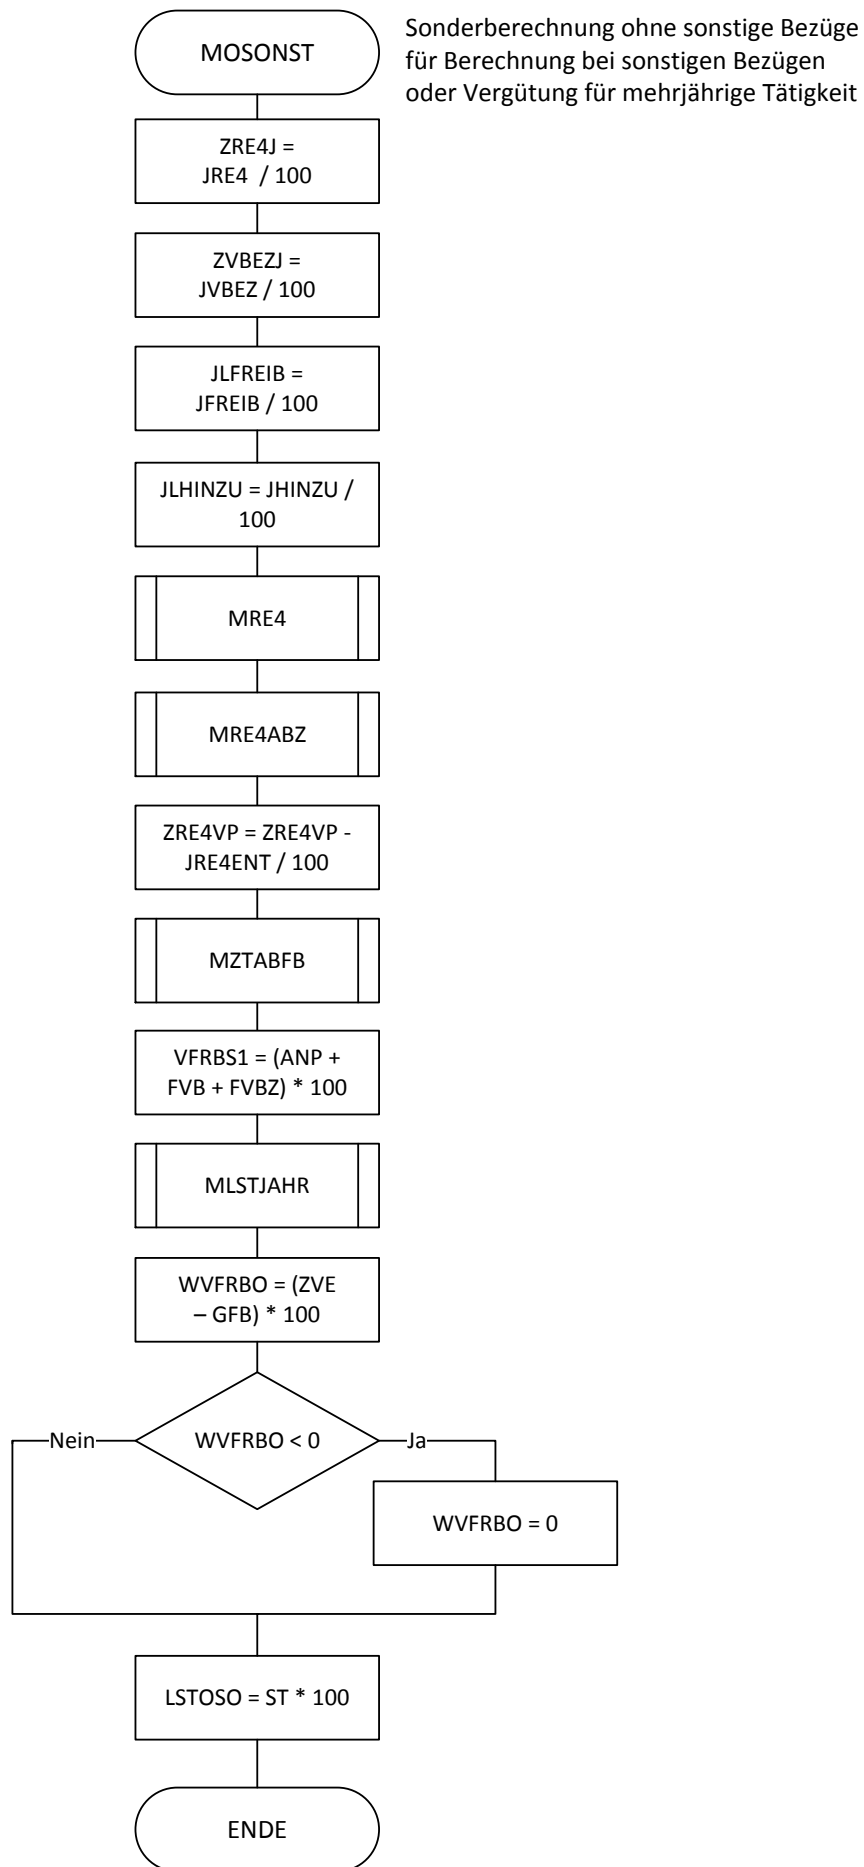 MOSONST
Sonderberechnung ohne sonstige Bezüge
für Berechnung bei sonstigen Bezügen
oder Vergütung für mehrjährige Tätigkeit
ZRE4J =
JRE4 / 100
ZVBEZJ =
JVBEZ / 100
JLFREIB =
JFREIB / 100
JLHINZU = JHINZU /
100
MRE4
MRE4ABZ
ZRE4VP = ZRE4VP -
JRE4ENT / 100
MZTABFB
VFRBS1 = (ANP +
FVB + FVBZ) * 100
MLSTJAHR
WVFRBO = (ZVE
– GFB) * 100
Nein
WVFRBO < 0
Ja
WVFRBO = 0
LSTOSO = ST * 100
ENDE